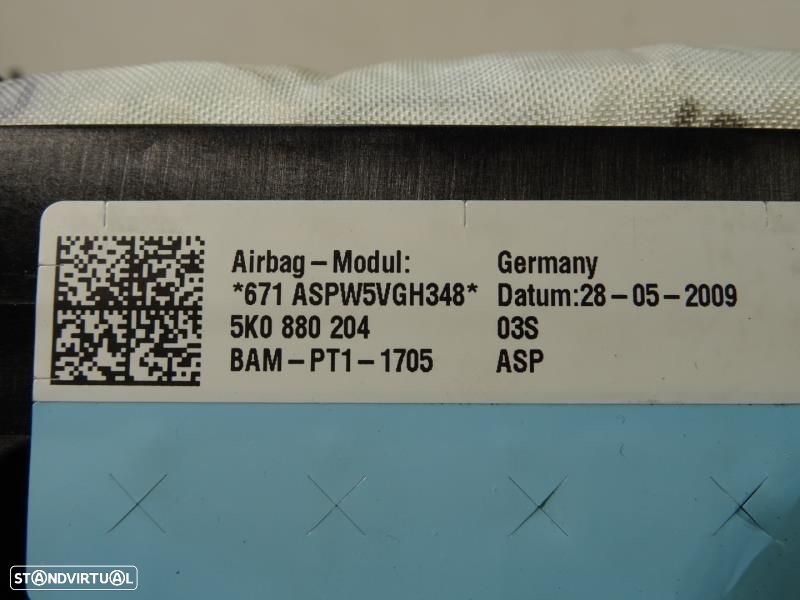 Airbag-Modul:
*671 ASPW5VGH348*
5K0 880 204
BAM-PT1-1705
Germany
Datum:28-05-2009
03S
ASP
STANDVIRTUAL